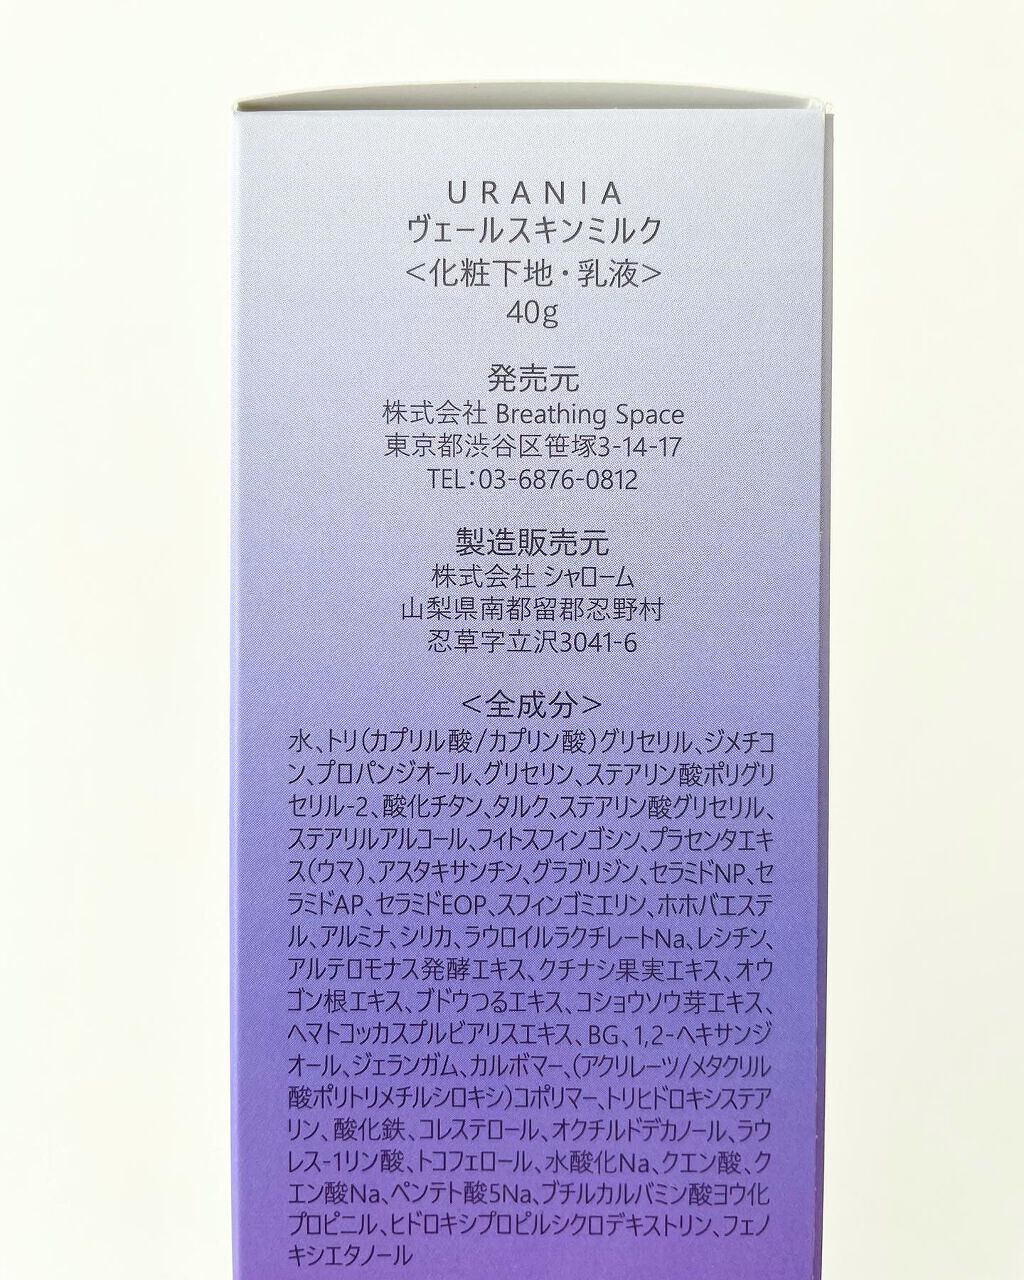 URANIA
ヴェールスキンミルク
<化粧下地・乳液>
40g
発売元
株式会社 Breathing Space
東京都渋谷区笹塚3-14-17
TEL:03-6876-0812
製造販売元
株式会社 シャローム
山梨県南都留郡忍野村
忍草字立沢3041-6
<全成分>
水、トリ(カプリル酸/カプリン酸)グリセリル、ジメチコ
ン、プロパンジオール、グリセリン、ステアリン酸ポリグリ
セリル-2、酸化チタン、タルク、ステアリン酸グリセリル、
ステアリルアルコール、フィトスフィンゴシン、プラセンタエキ
ス(ウマ)、アスタキサンチン、グラブリジン、セラミドNP、セ
ラミドAP、セラミドEOP、スフィンゴミエリン、ホホバエステ
ル、アルミナ、シリカ、ラウロイルラクチレートNa、レシチン、
アルテロモナス発酵エキス、クチナシ果実エキス、オウ
ゴン根エキス、ブドウつるエキス、コショウソウ芽エキス、
ヘマトコッカスプルビアリスエキス、BG、1,2-ヘキサンジ
オール、ジェランガム、カルボマー、(アクリレーツ/メタクリル
酸ポリトリメチルシロキシ)コポリマー、トリヒドロキシステア
リン、酸化鉄、コレステロール、オクチルドデカノール、ラウ
レス-1リン酸、トコフェロール、水酸化Na、クエン酸、ク
エン酸Na、ペンテト酸5Na、ブチルカルバミン酸ヨウ化
プロピニル、ヒドロキシプロピルシクロデキストリン、フェノ
キシエタノール